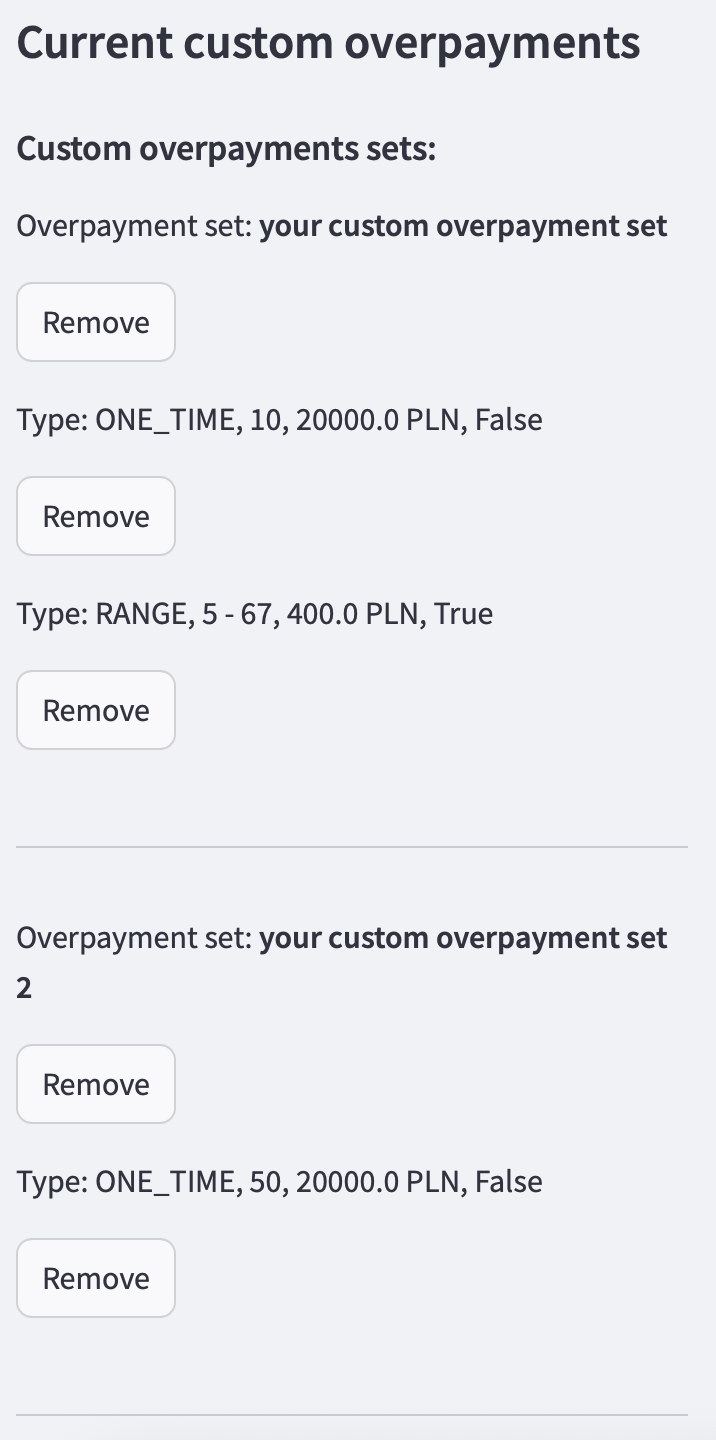 Current custom overpayments
Custom overpayments sets:
Overpayment set: your custom overpayment set
Remove
Type: ONE_TIME, 10, 20000.0 PLN, False
Remove
Type: RANGE, 5 - 67, 400.0 PLN, True
Remove
Overpayment set: your custom overpayment set
2
Remove
Type: ONE_TIME, 50, 20000.0 PLN, False
Remove